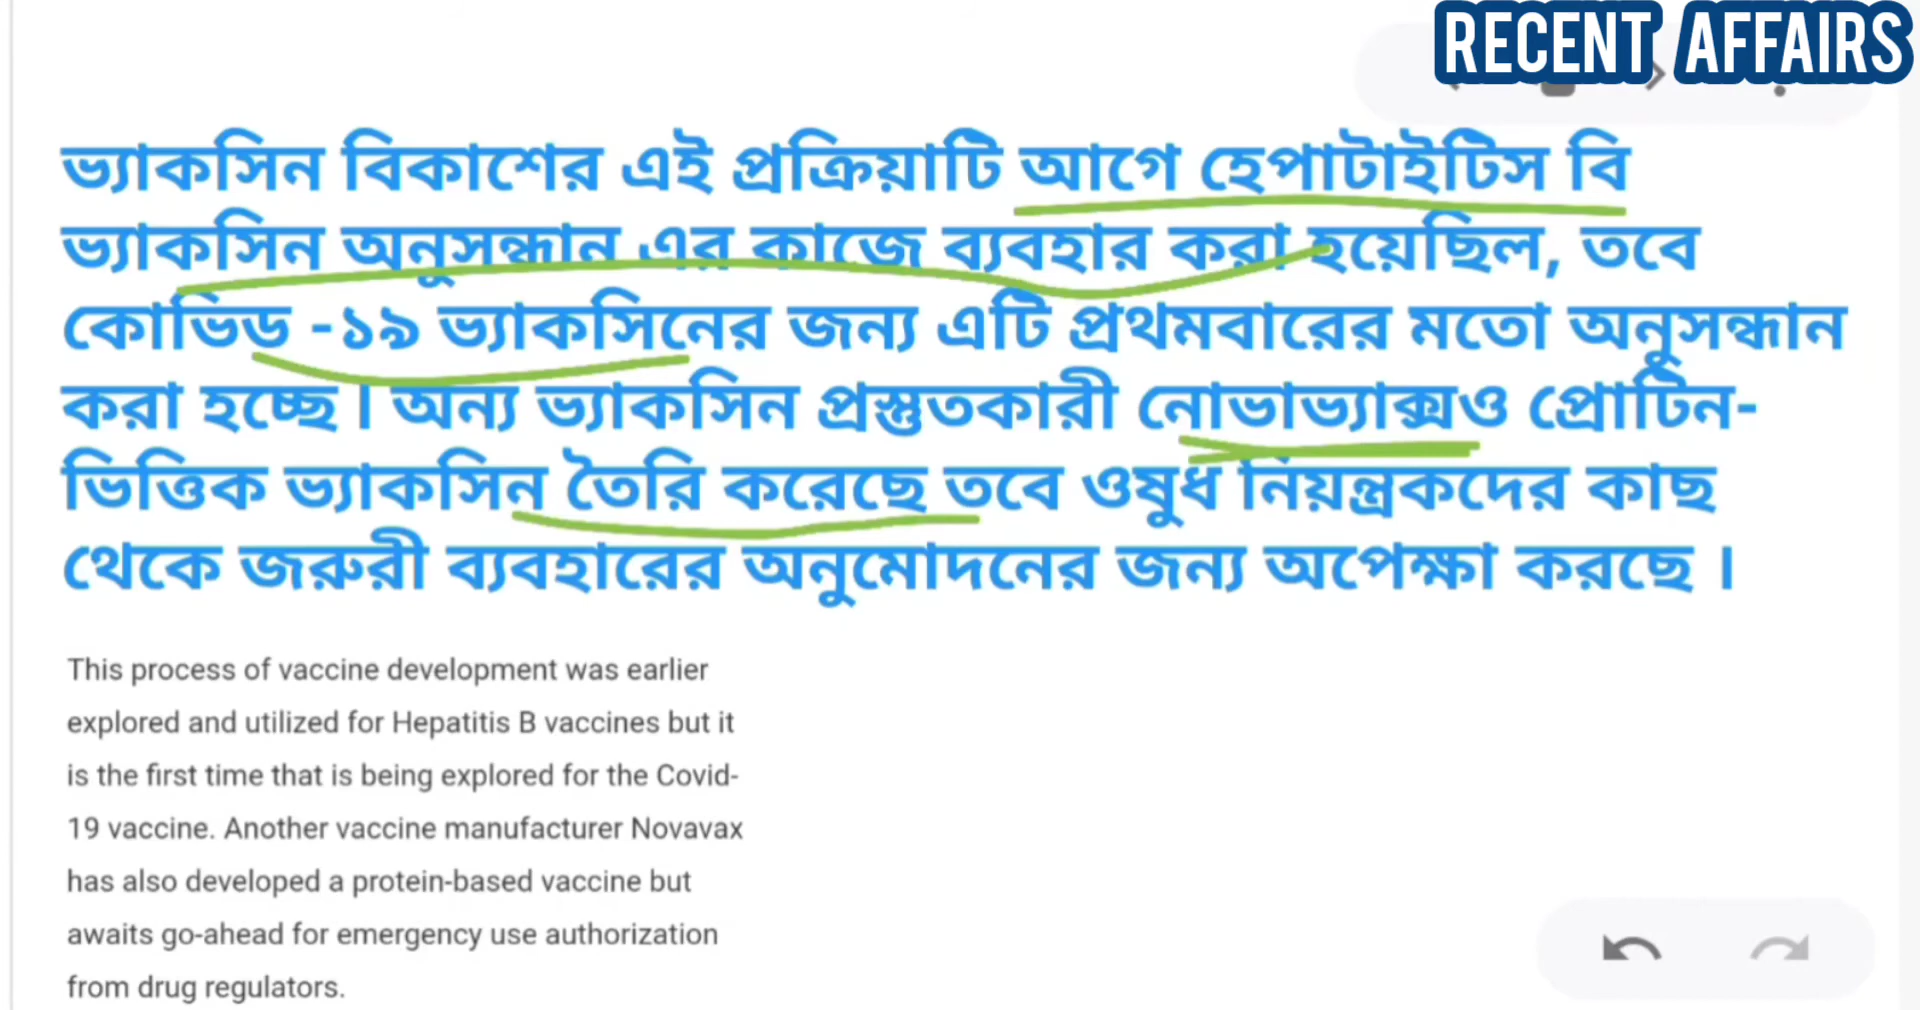 RECENT AFFAIRS
ভ্যাকসিন বিকাশের এই প্রক্রিয়াটি আগে হেপাটাইটিস বি
ভ্যাকসিন অনুসন্ধান এর কাজে ব্যবহার করা হয়েছিল, তবে
কোভিড -১৯ ভ্যাকসিনের জন্য এটি প্রথমবারের মতো অনুসন্ধান
করা হচ্ছে । অন্য ভ্যাকসিন প্রস্তুতকারী নোভাভ্যাক্সও প্রোটিন-
ভিত্তিক ভ্যাকসিন তৈরি করেছে তবে ওষুধ নিয়ন্ত্রকদের কাছ
থেকে জরুরী ব্যবহারের অনুমোদনের জন্য অপেক্ষা করছে ।
This process of vaccine development was earlier
explored and utilized for Hepatitis B vaccines but it
is the first time that is being explored for the Covid-
19 vaccine. Another vaccine manufacturer Novavax
has also developed a protein-based vaccine but
awaits go-ahead for emergency use authorization
from drug regulators.